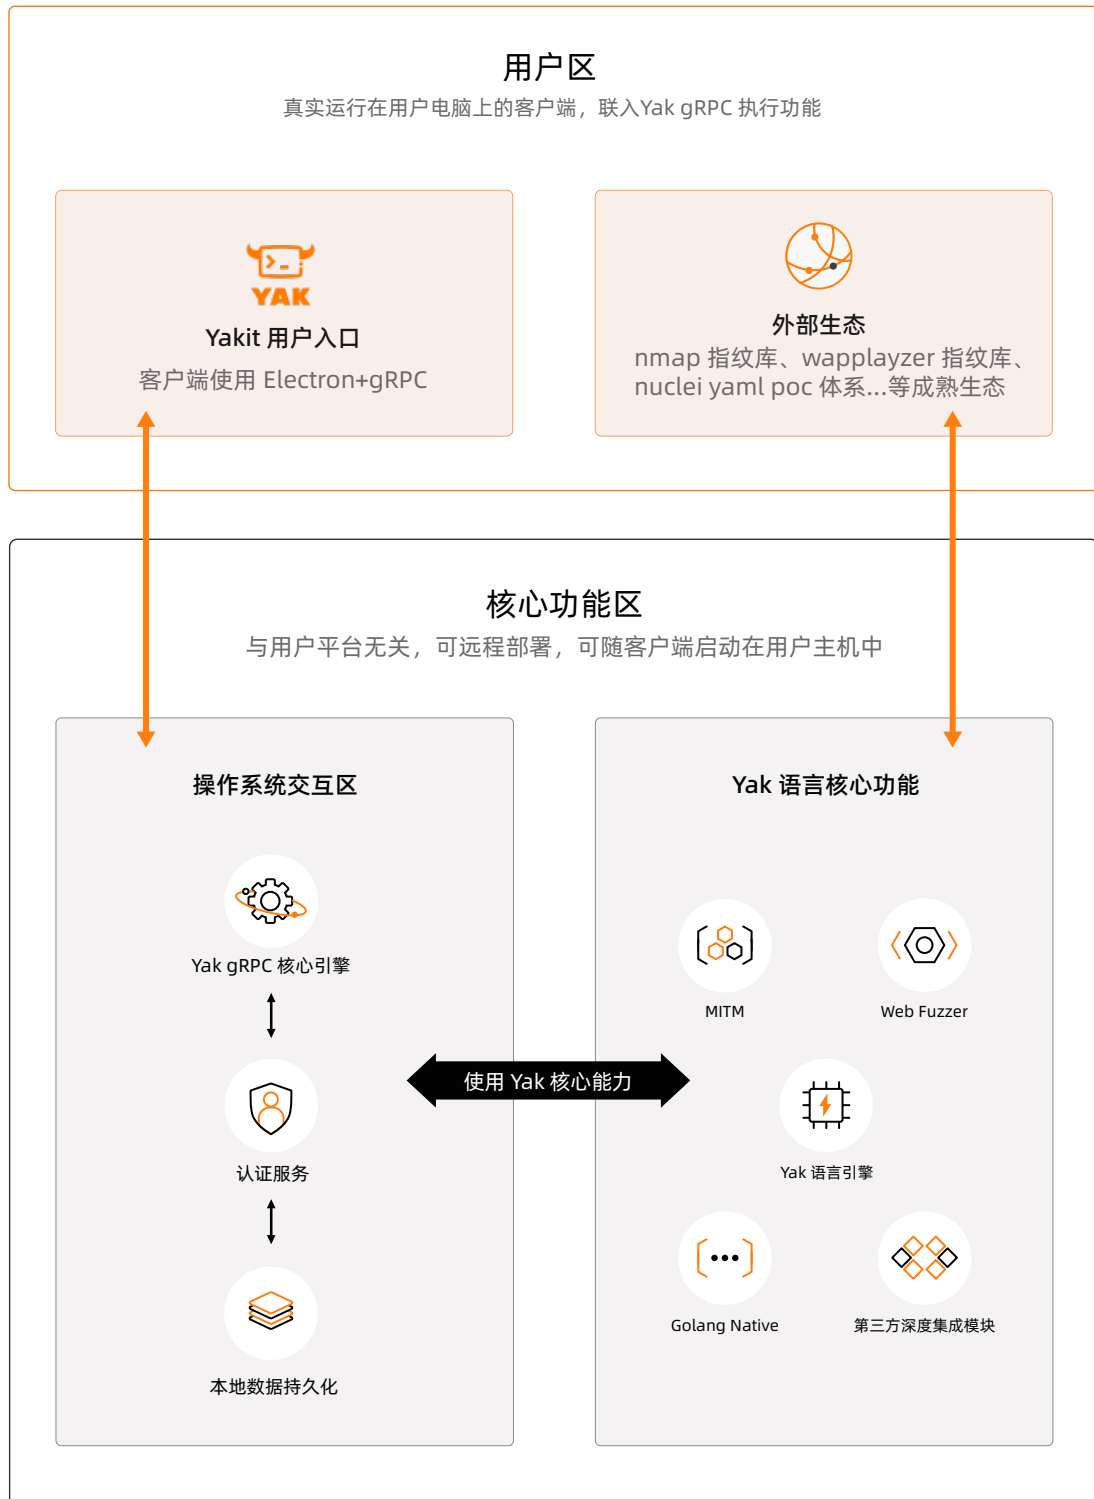 用户区
真实运行在用户电脑上的客户端，联入Yak gRPC 执行功能
YAK
Yakit 用户入口
客户端使用 Electron+gRPC
外部生态
nmap 指纹库、wapplayzer 指纹库、
nuclei yaml poc 体系...等成熟生态
核心功能区
与用户平台无关，可远程部署，可随客户端启动在用户主机中
操作系统交互区
Yak gRPC 核心引擎
认证服务
本地数据持久化
使用 Yak 核心能力
Yak 语言核心功能
MITM
Web Fuzzer
Yak 语言引擎
Golang Native
第三方深度集成模块